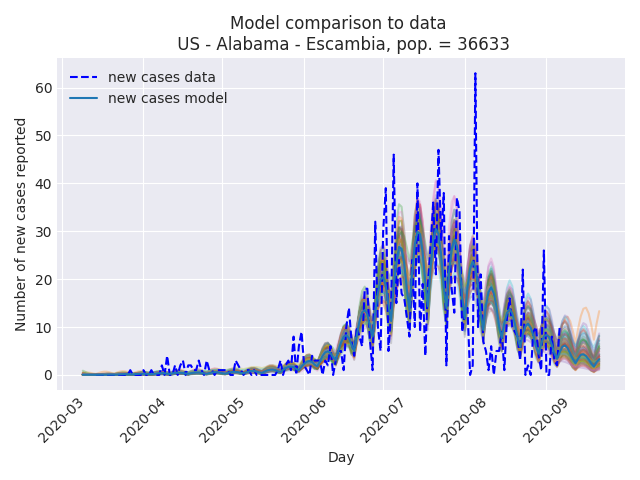 Model comparison to data
US - Alabama - Escambia, pop. = 36633
new cases data
new cases model
Number of new cases reported
60
50
40
30
20
10
0
2020-03
2020-04
2020-05
2020-06
2020-07
2020-08
2020-09
Day